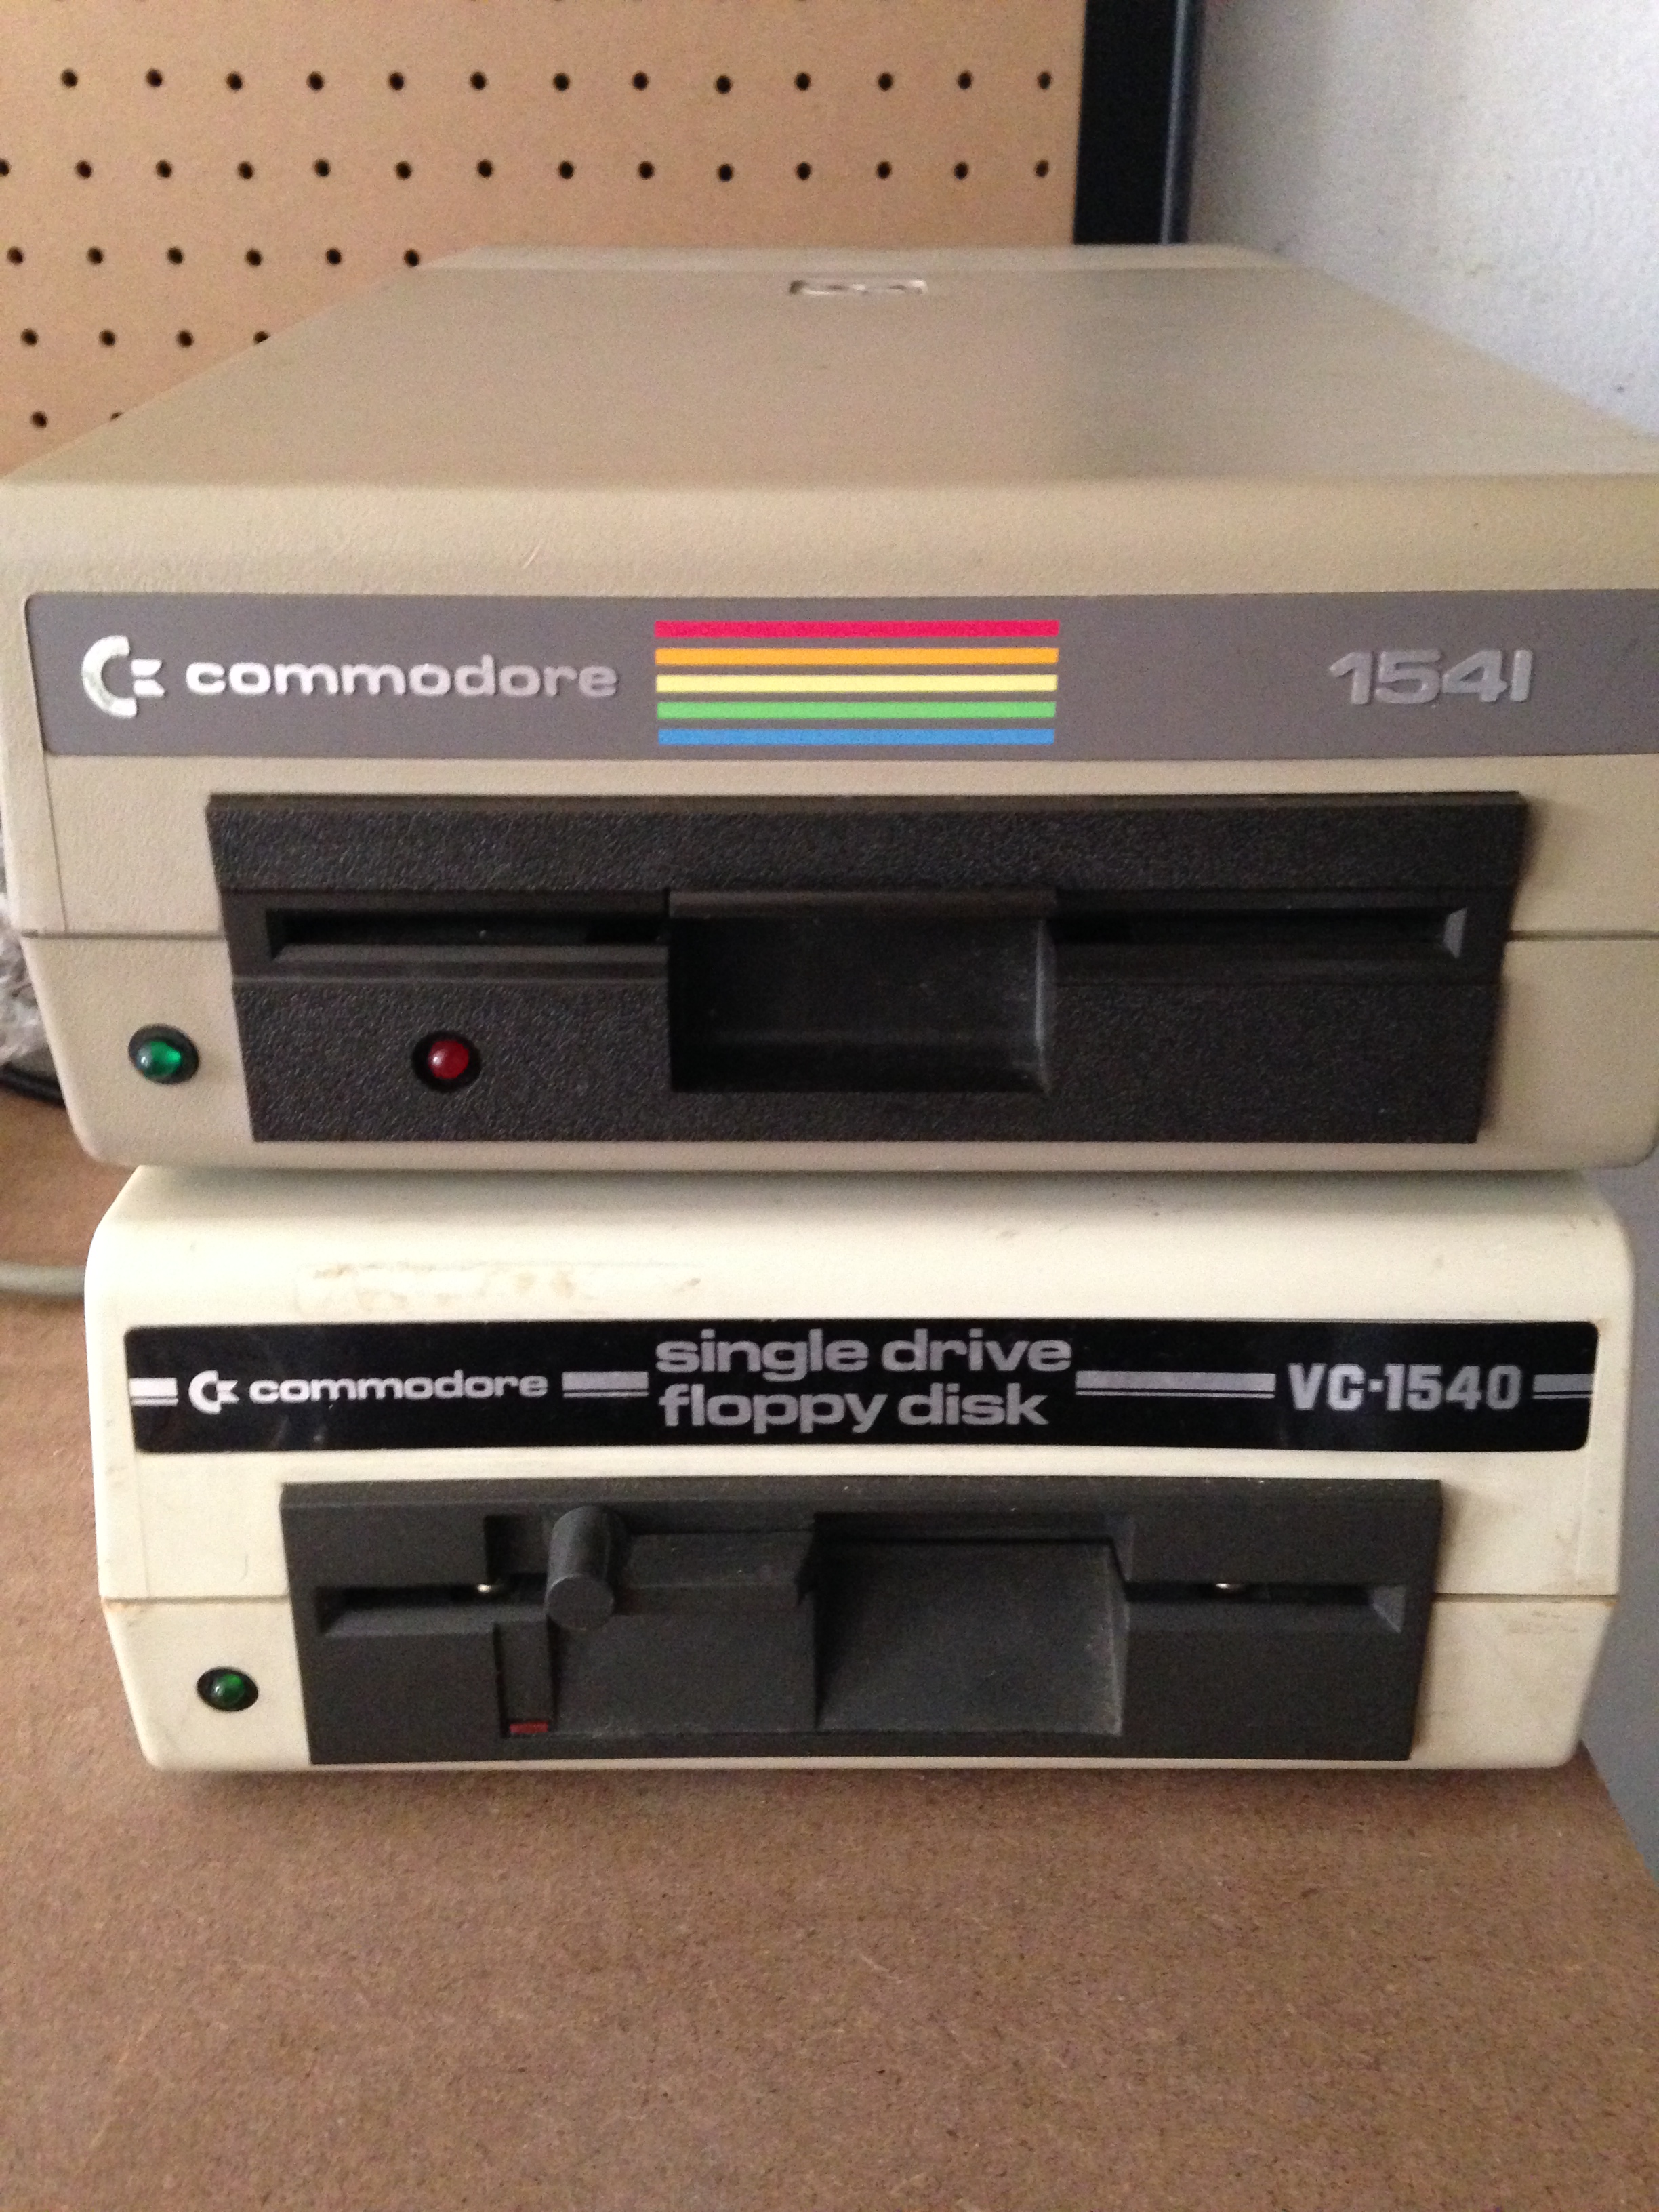 commodore 1541
commodore single drive floppy disk VC-1540